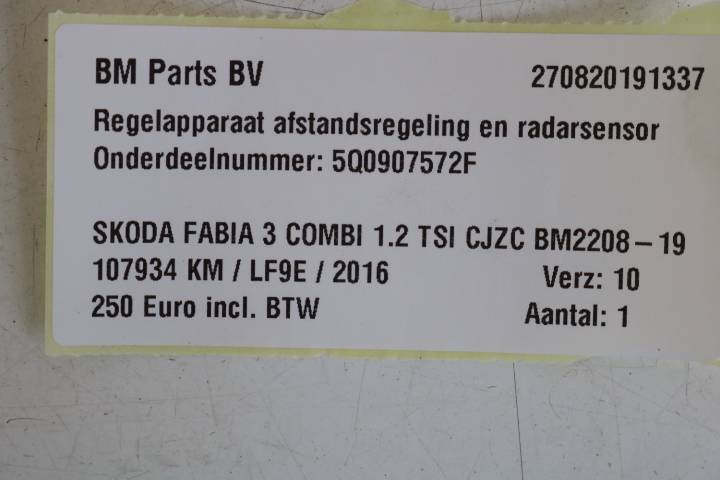 BM Parts BV 270820191337
Regelapparaat afstandsregeling en radarsensor
Onderdeelnummer: 5Q0907572F
SKODA FABIA 3 COMBI 1.2 TSI CJZC BM2208-19
107934 KM / LF9E / 2016 Verz: 10
250 Euro incl. BTW Aantal: 1